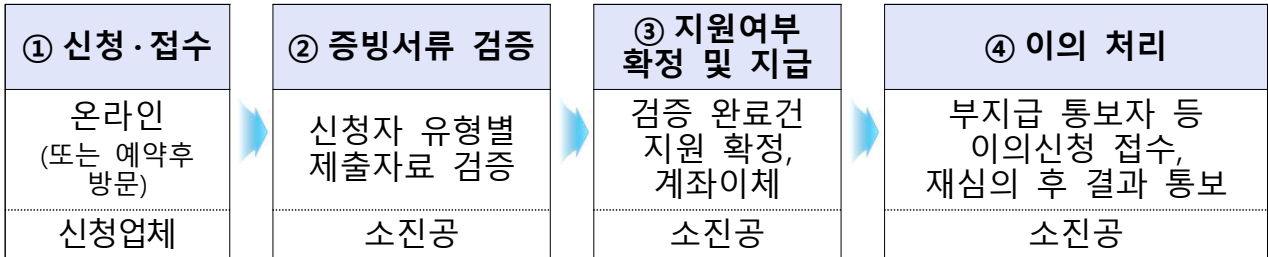 ① 신청·접수
온라인
(또는 예약후
방문)
신청업체
② 증빙서류 검증
신청자 유형별
제출자료 검증
소진공
③ 지원여부
확정 및 지급
검증 완료건
지원 확정,
계좌이체
소진공
④ 이의 처리
부지급 통보자 등
이의신청 접수,
재심의 후 결과 통보
소진공